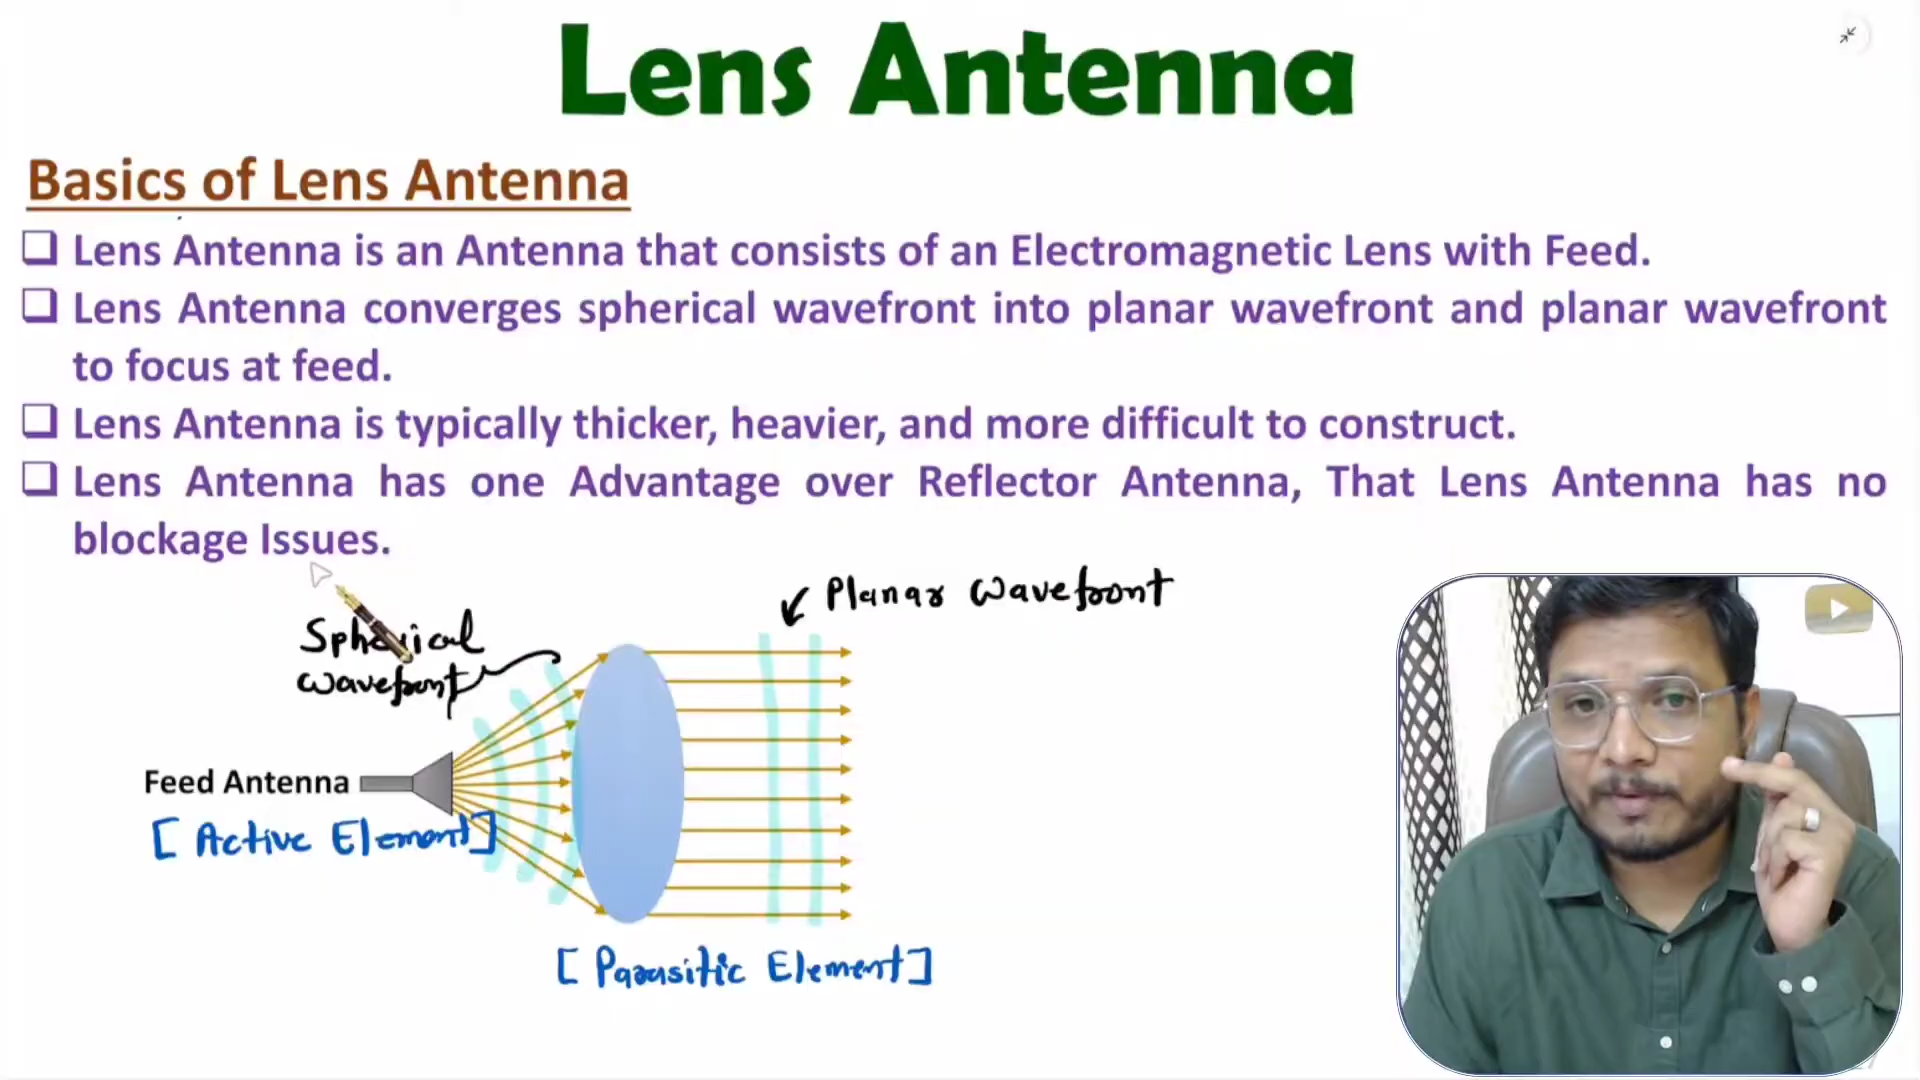 Lens Antenna
Basics of Lens Antenna
Lens Antenna is an Antenna that consists of an Electromagnetic Lens with Feed.
Lens Antenna converges spherical wavefront into planar wavefront and planar wavefront
to focus at feed.
Lens Antenna is typically thicker, heavier, and more difficult to construct.
Lens Antenna has one Advantage over Reflector Antenna, That Lens Antenna has no
blockage Issues.
Planar wavefront
Spherical
wavefront
Feed Antenna
[ Active Element ]
[ Parasitic Element ]